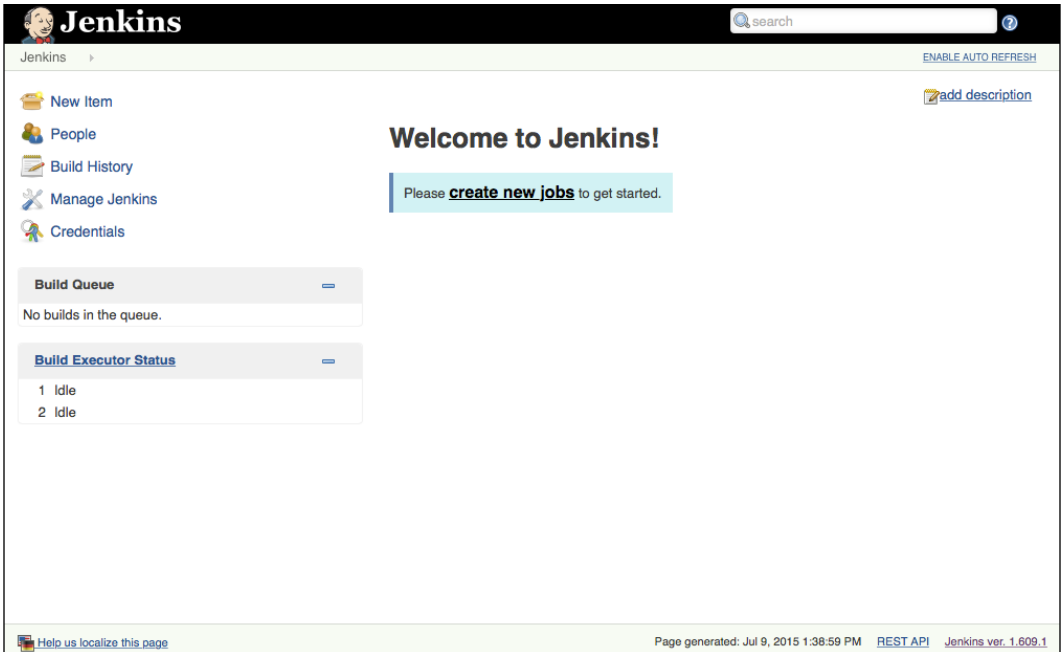 Jenkins
search
Jenkins
ENABLE AUTO REFRESH
New Item
People
Build History
Manage Jenkins
Credentials
add description
Welcome to Jenkins!
Please create new jobs to get started.
Build Queue
No builds in the queue.
Build Executor Status
1 Idle
2 Idle
Help us localize this page
Page generated: Jul 9, 2015 1:38:59 PM REST API Jenkins ver. 1.609.1